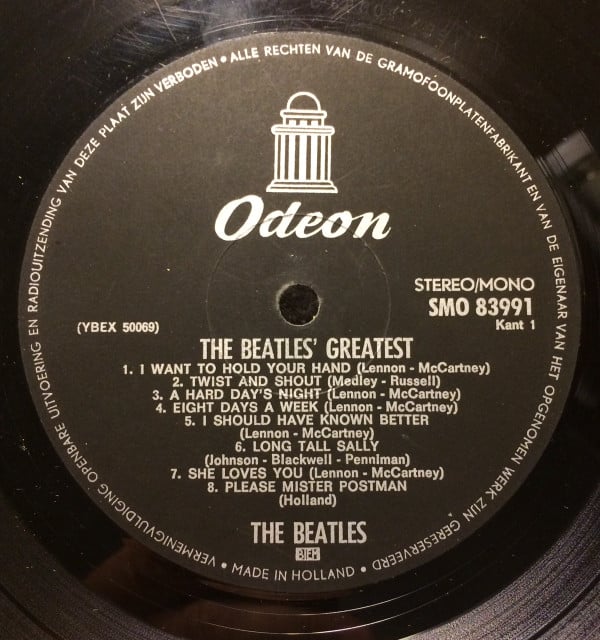 ALLE RECHTEN VAN DE GRAMOFOONPLATENFABRIKANT EN VAN DE EIGENAAR VAN HET OPGENOMEN WERK ZIJN GERESERVEERD • MADE IN HOLLAND • VERMENIGVULDIGING OPENBARE UITVOERING EN RADIOUITZENDING VAN DEZE PLAAT ZIJN VERBODEN •
Odeon
STEREO/MONO
SMO 83991
Kant 1
(YBEX 50069)
THE BEATLES' GREATEST
1. I WANT TO HOLD YOUR HAND (Lennon - McCartney)
2. TWIST AND SHOUT (Medley - Russell)
3. A HARD DAY'S NIGHT (Lennon - McCartney)
4. EIGHT DAYS A WEEK (Lennon - McCartney)
5. I SHOULD HAVE KNOWN BETTER
(Lennon - McCartney)
6. LONG TALL SALLY
(Johnson - Blackwell - Penniman)
7. SHE LOVES YOU (Lennon - McCartney)
8. PLEASE MISTER POSTMAN
(Holland)
THE BEATLES
BIEM